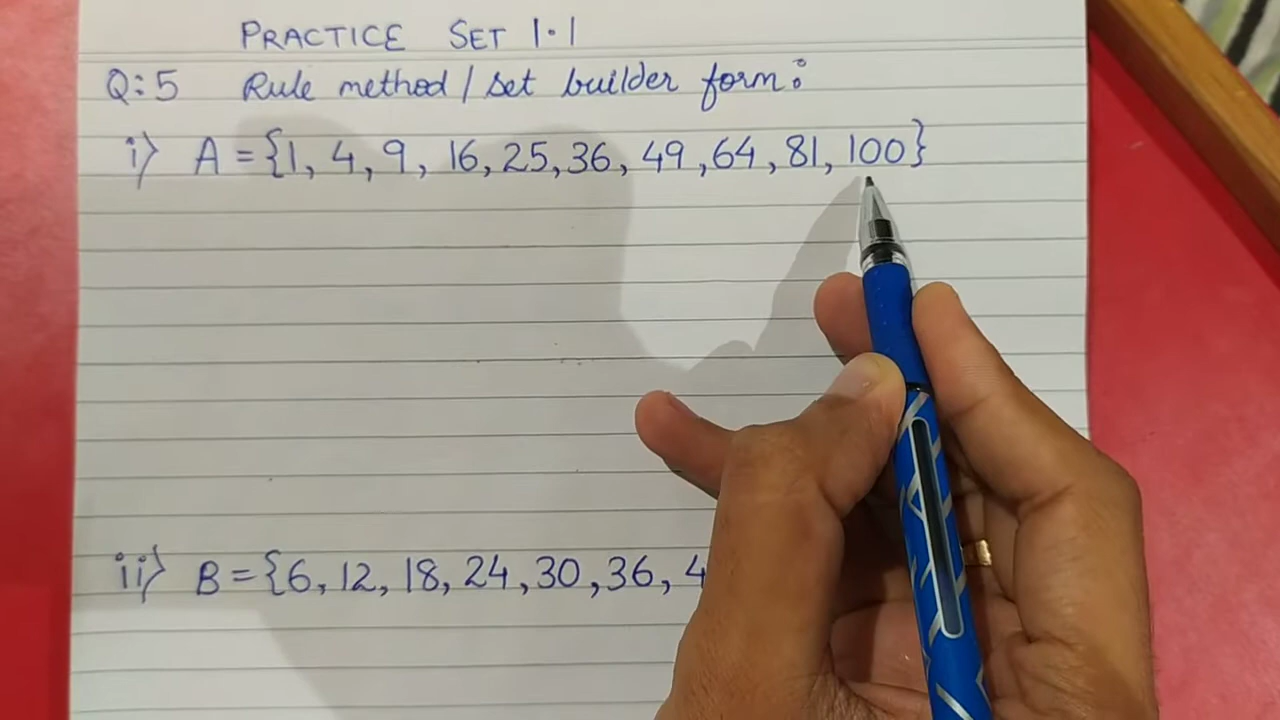 PRACTICE SET 1.1
Q:5 Rule method / set builder form:
i) A = {1, 4, 9, 16, 25, 36, 49, 64, 81, 100}
ii) B = {6, 12, 18, 24, 30, 36, 4